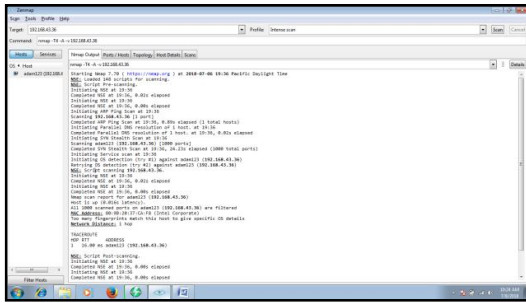 Zenmap
Scan Tools Profile Help
Target: 192.168.43.36 Profile: Intense scan Scan Cancel
Command: nmap -T4 -A -v 192.168.43.36
Hosts Services Nmap Output Ports / Hosts Topology Host Details Scans
OS Host nmap -T4 -A -v 192.168.43.36 Details
adam123 (192.168.4
Starting Nmap 7.70 ( https://nmap.org ) at 2018-07-06 19:36 Pacific Daylight Time
NSE: Loaded 148 scripts for scanning.
NSE: Script Pre-scanning.
Initiating NSE at 19:36
Completed NSE at 19:36, 0.02s elapsed
Initiating NSE at 19:36
Completed NSE at 19:36, 0.00s elapsed
Initiating ARP Ping Scan at 19:36
Scanning 192.168.43.36 [1 port]
Completed ARP Ping Scan at 19:36, elapsed (1 total hosts)
Initiating Parallel DNS resolution of 1 host. at 19:36
Completed Parallel DNS resolution of 1 host. at 19:36, elapsed
Initiating SYN Stealth Scan at 19:36
Scanning adam123 (192.168.43.36) [1000 ports]
Completed SYN Stealth Scan at 19:36, elapsed (1000 total ports)
Initiating Service scan at 19:36
Initiating OS detection (try #1) against adam123 (192.168.43.36)
Retrying OS detection (try #2) against adam123 (192.168.43.36)
NSE: Script scanning 192.168.43.36.
Initiating NSE at 19:36
Completed NSE at 19:36, elapsed
Initiating NSE at 19:36
Completed NSE at 19:36, 0.00s elapsed
Nmap scan report for adam123 (192.168.43.36)
Host is up (0.016s latency).
All 1000 scanned ports on adam123 (192.168.43.36) are filtered
MAC Address: (Intel Corporate)
Too many fingerprints match this host to give specific OS details
Network Distance: 1 hop
TRACEROUTE
HOP RTT ADDRESS
1 16.00 ms adam123 (192.168.43.36)
NSE: Script Post-scanning.
Initiating NSE at 19:36
Completed NSE at 19:36, 0.00s elapsed
Initiating NSE at 19:36
Completed NSE at 19:36, 0.00s elapsed
Filter Hosts